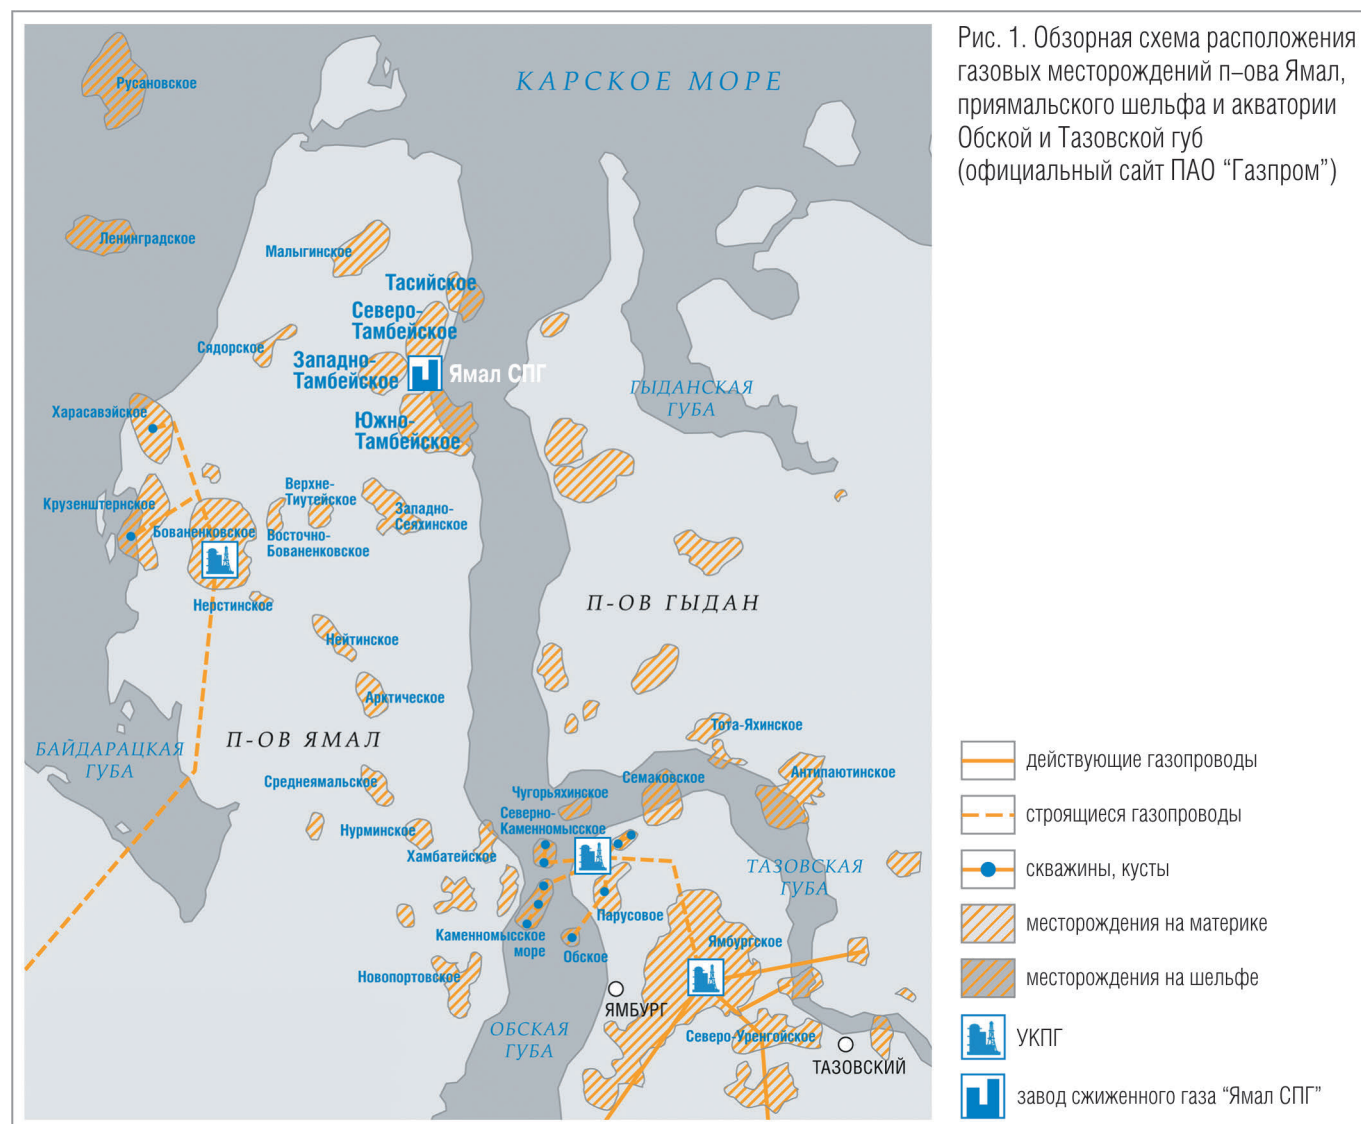 Рис. 1. Обзорная схема расположения
газовых месторождений п–ова Ямал,
приямальского шельфа и акватории
Обской и Тазовской губ
(официальный сайт ПАО “Газпром”)
КАРСКОЕ МОРЕ
Русановское
Ленинградское
Малыгинское
Тасийское
Северо-
Тамбейское
Сядорское
Западно-
Тамбейское
Ямал СПГ
ГЫДАНСКАЯ
ГУБА
Харасавэйское
Южно-
Тамбейское
Крузенштернское
Верхне-
Тиутейское
Западно-
Сеяхинское
Бованенковское
Восточно-
Бованенковское
Нерстинское
П-ОВ ГЫДАН
Нейтинское
Арктическое
П-ОВ ЯМАЛ
БАЙДАРАЦКАЯ
ГУБА
Тота-Яхинское
Среднеямальское
Семаковское
Антипаютинское
Чугорьяхинское
Северно-
Каменномысское
Нурминское
Хамбатейское
ТАЗОВСКАЯ
ГУБА
Парусовое
Каменномысское
море
Обское
Ямбургское
Новопортовское
ЯМБУРГ
ОБСКАЯ
ГУБА
Северо-Уренгойское
ТАЗОВСКИЙ
действующие газопроводы
строящиеся газопроводы
скважины, кусты
месторождения на материке
месторождения на шельфе
УКПГ
завод сжиженного газа “Ямал СПГ”